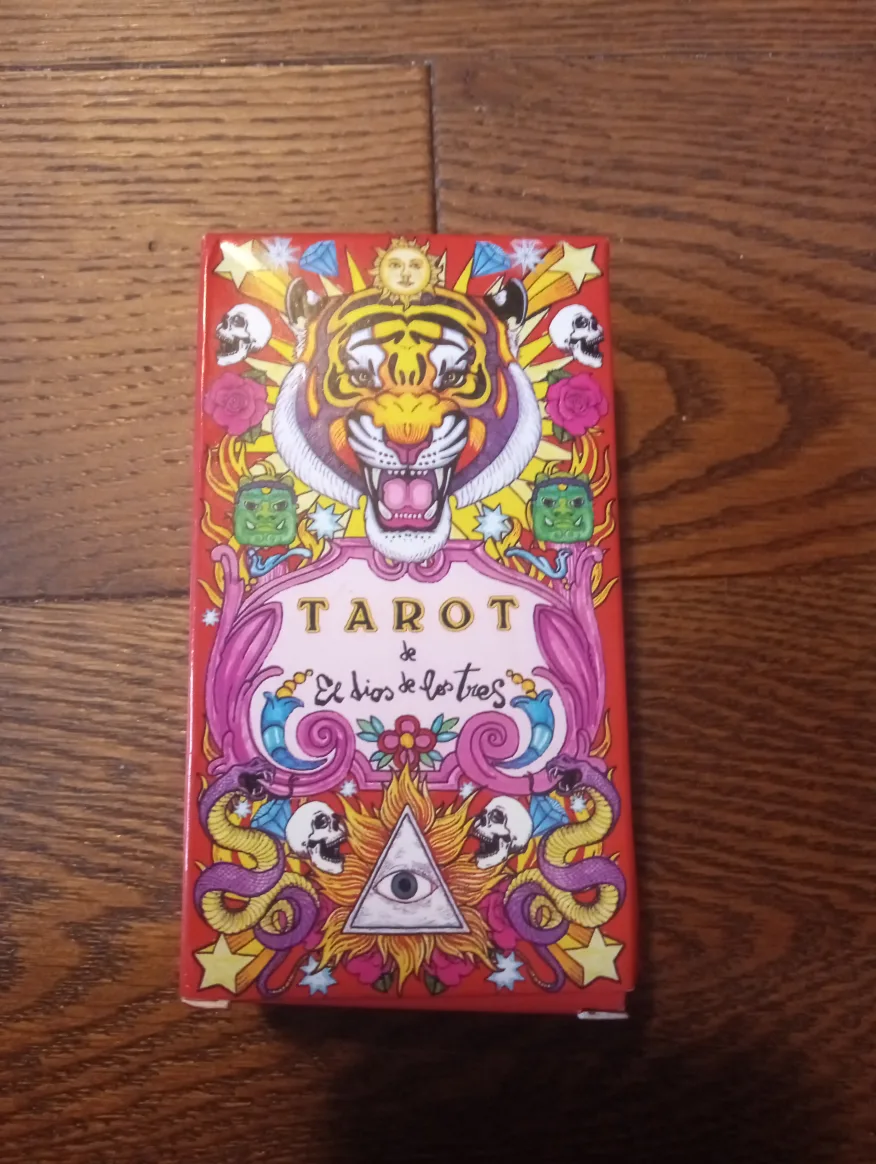 TAROT
de
El dios de los tres